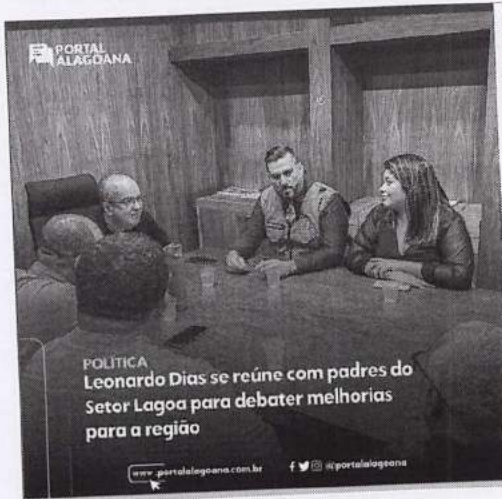 PORTAL
ALAGOANA
POLÍTICA
Leonardo Dias se reúne com padres do
Setor Lagoa para debater melhorias
para a região
www.portalalagoana.com.br
@portalalagoana